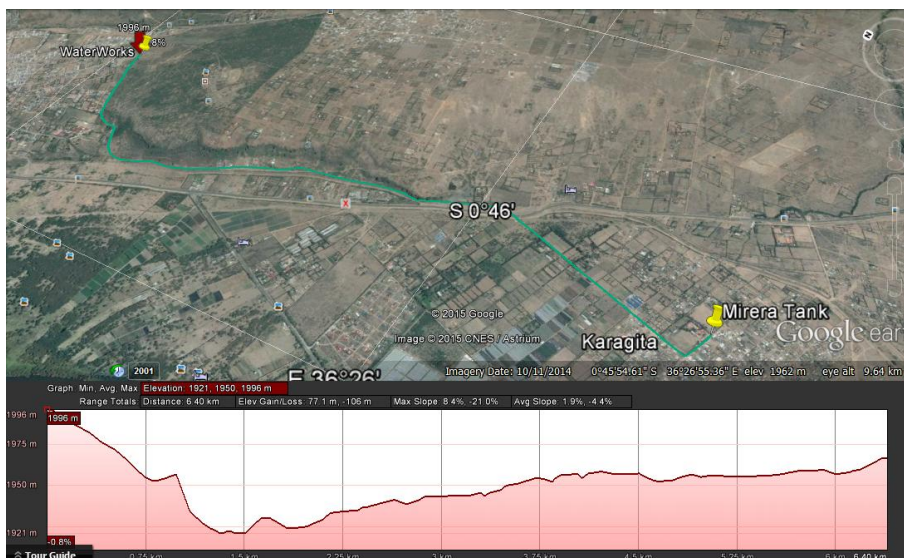 1996 m
8%
WaterWorks
N
X
S 0°46'
© 2015 Google
Mirera Tank
Image © 2015 CNES / Astrium
Karagita
Google ear
E 36°26'
2001
Imagery Date: 10/11/2014 0°45'54.61" S 36°26'55.36" E elev 1962 m eye alt 9.64 km
Graph: Min, Avg, Max Elevation: 1921, 1950, 1996 m
Range Totals: Distance: 6.40 km Elev Gain/Loss: 77.1 m, -106 m Max Slope: 8.4%, -21.0% Avg Slope: 1.9%, -4.4%
1996 m
1996 m
1975 m
1950 m
1921 m
-0.8%
Tour Guide
0.75 km 1.5 km 2.25 km 3 km 3.75 km 4.5 km 5.25 km 6 km 6.40 km